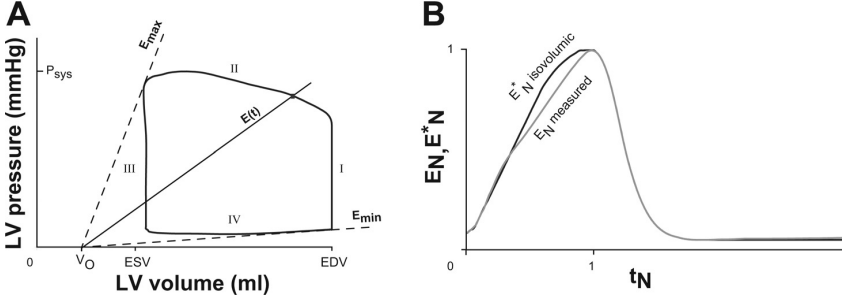 A
LV pressure (mmHg)
Psys
Emax
II
E(t)
III
I
IV
Emin
0
VO
ESV
EDV
LV volume (ml)
B
EN,E*N
1
E*N isovolumic
EN measured
0
1
tN